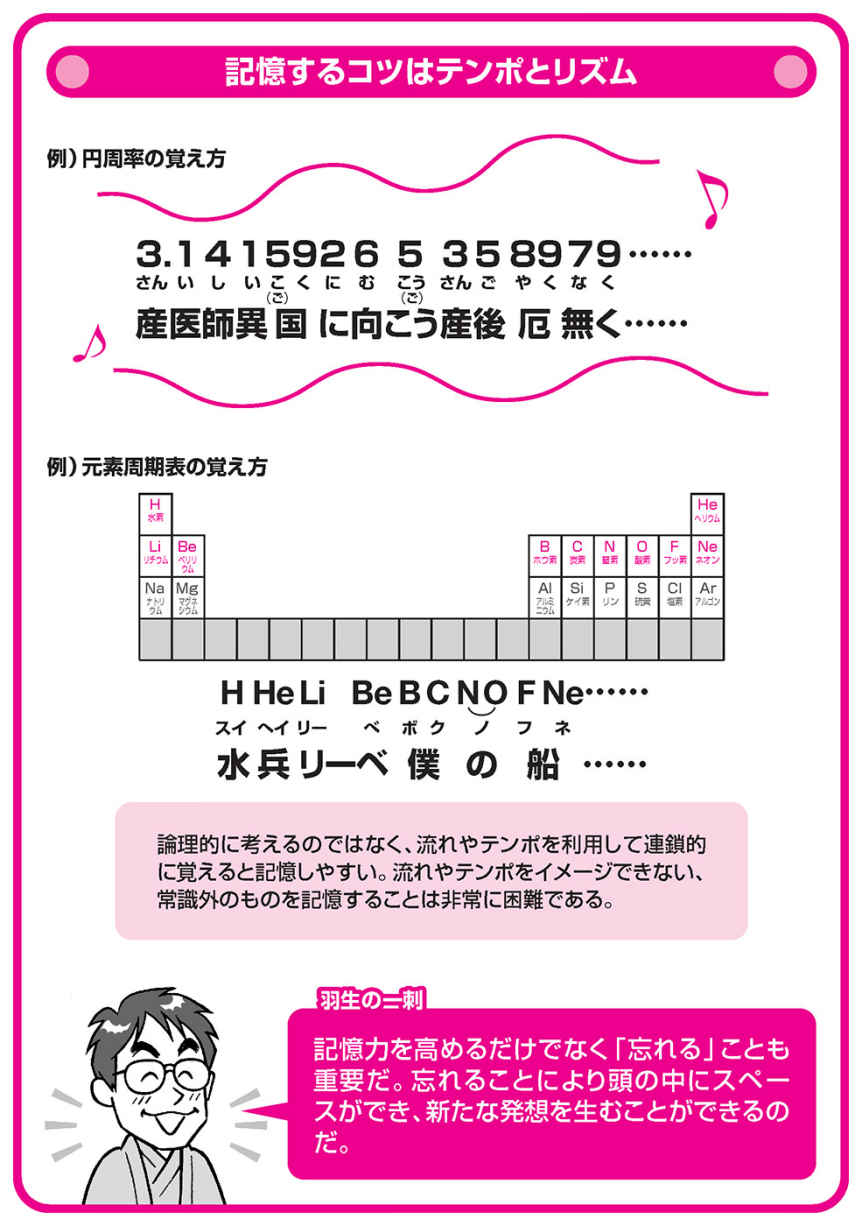 記憶するコツはテンポとリズム
例）円周率の覚え方
3.1 4 1592 6 5 3 5 8979……
さん い し い こ く に む こう さん ご や く な く
（ご） （ご）
産医師異国に向こう産後厄無く……
例）元素周期表の覚え方
H He
水素 ヘリウム
Li Be B C N O F Ne
リチウム ベリリウム ホウ素 炭素 窒素 酸素 フッ素 ネオン
Na Mg Al Si P S Cl Ar
ナトリウム マグネシウム アルミニウム ケイ素 リン 硫黄 塩素 アルゴン
H He Li Be B C N O F Ne……
スイ ヘイ リー ベ ボ ク ノ フ ネ
水兵リーベ僕の船……
論理的に考えるのではなく、流れやテンポを利用して連鎖的
に覚えると記憶しやすい。流れやテンポをイメージできない、
常識外のものを記憶することは非常に困難である。
羽生の一刺
記憶力を高めるだけでなく「忘れる」ことも
重要だ。忘れることにより頭の中にスペー
スができ、新たな発想を生むことができるの
だ。